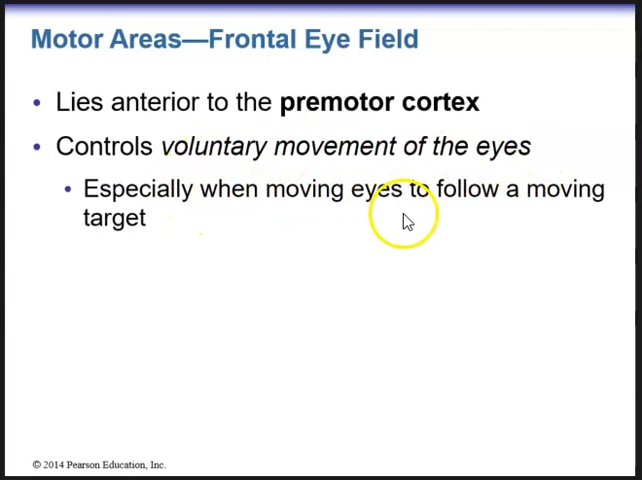 Motor Areas—Frontal Eye Field
• Lies anterior to the premotor cortex
• Controls voluntary movement of the eyes
• Especially when moving eyes to follow a moving
target
© 2014 Pearson Education, Inc.